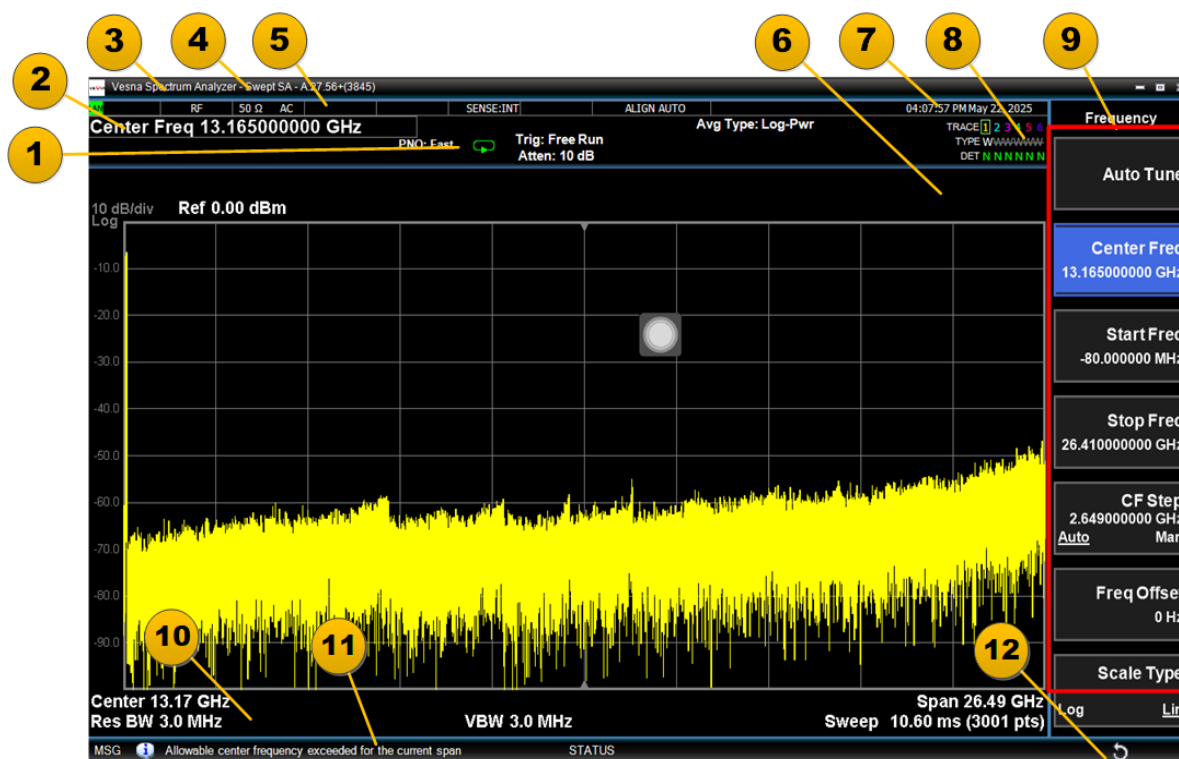 3 4 5 6 7 8 9
2
Vesna Spectrum Analyzer - Swept SA - A.27.56+(3845)
RF 50 Ω AC SENSE:INT ALIGN AUTO 04:07:57 PM May 22, 2025
Center Freq 13.165000000 GHz
Avg Type: Log-Pwr
TRACE 1 2 3 4 5 6
TYPE WWWWWW
DET N N N N N N
1
PNO: Fast
Trig: Free Run
Atten: 10 dB
10 dB/div Ref 0.00 dBm
Log
-10.0
-20.0
-30.0
-40.0
-50.0
-60.0
-70.0
-80.0
-90.0
10 11 12
Center 13.17 GHz Span 26.49 GHz
Res BW 3.0 MHz VBW 3.0 MHz Sweep 10.60 ms (3001 pts)
MSG Allowable center frequency exceeded for the current span STATUS
Frequency
Auto Tune
Center Freq
13.165000000 GHz
Start Freq
-80.000000 MHz
Stop Freq
26.410000000 GHz
CF Step
2.649000000 GHz
Auto Man
Freq Offset
0 Hz
Scale Type
Log Lin